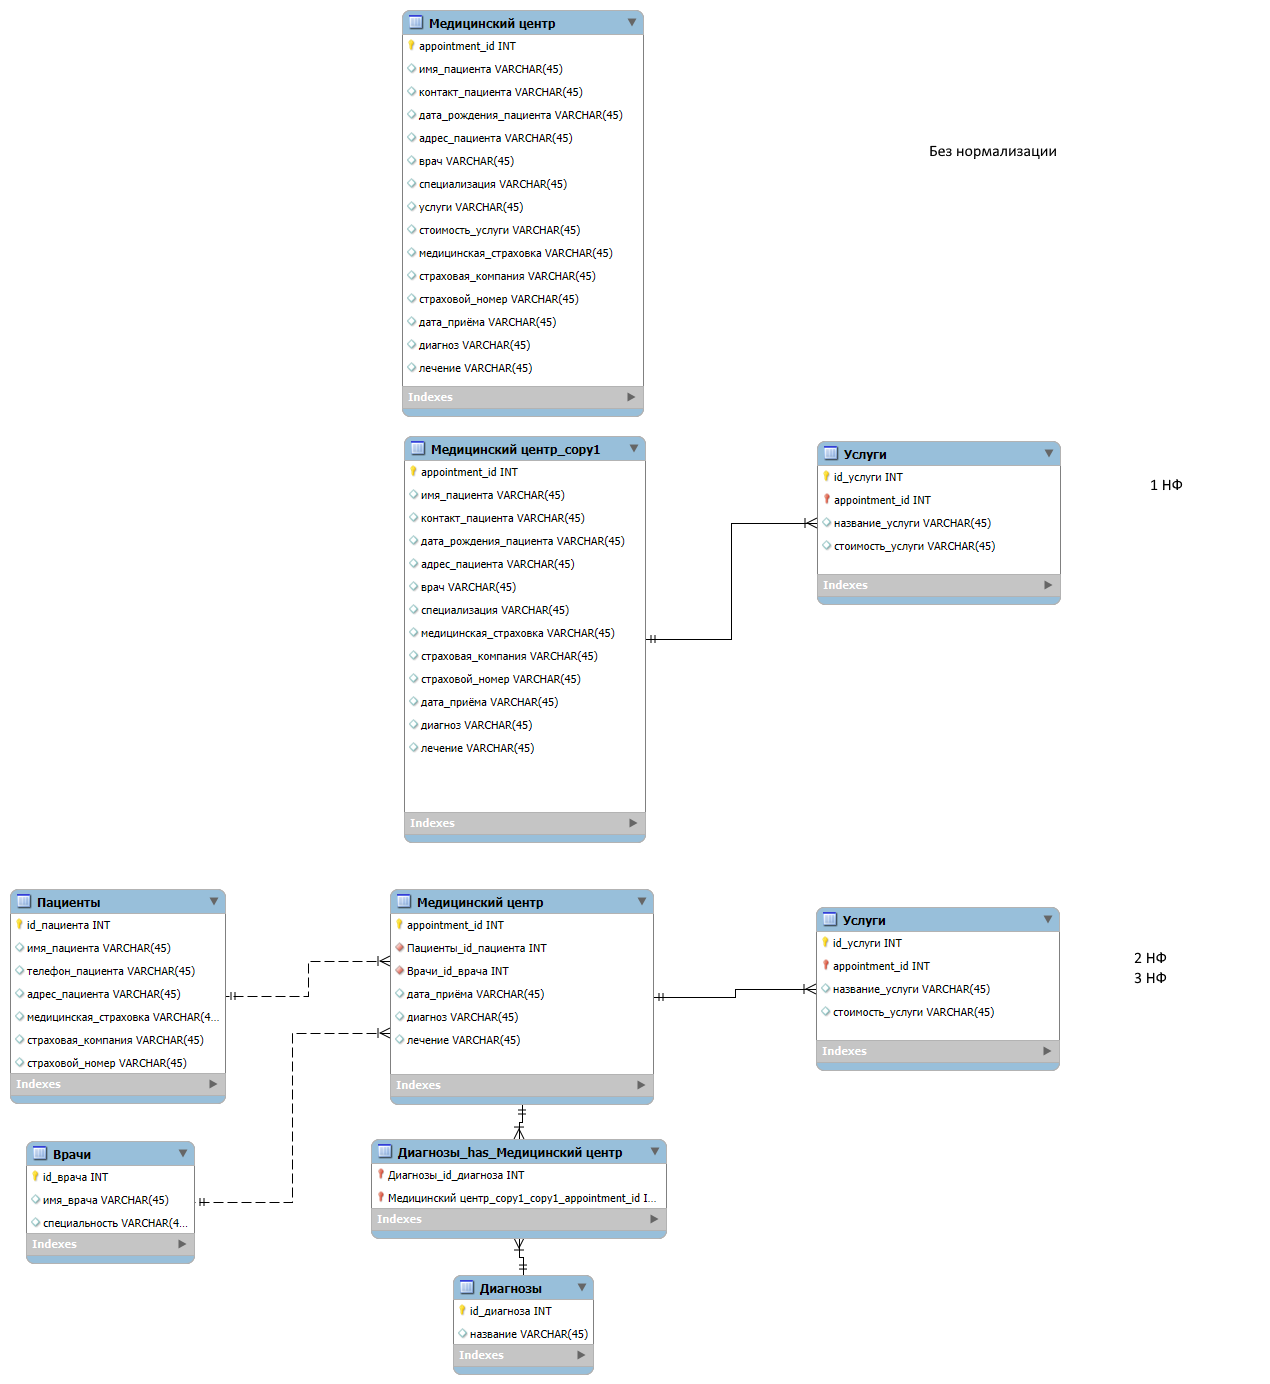 Медицинский центр
appointment_id INT
имя_пациента VARCHAR(45)
контакт_пациента VARCHAR(45)
дата_рождения_пациента VARCHAR(45)
адрес_пациента VARCHAR(45)
врач VARCHAR(45)
специализация VARCHAR(45)
услуги VARCHAR(45)
стоимость_услуги VARCHAR(45)
медицинская_страховка VARCHAR(45)
страховая_компания VARCHAR(45)
страховой_номер VARCHAR(45)
дата_приёма VARCHAR(45)
диагноз VARCHAR(45)
лечение VARCHAR(45)
Indexes
Без нормализации
Медицинский центр_copy1
appointment_id INT
имя_пациента VARCHAR(45)
контакт_пациента VARCHAR(45)
дата_рождения_пациента VARCHAR(45)
адрес_пациента VARCHAR(45)
врач VARCHAR(45)
специализация VARCHAR(45)
медицинская_страховка VARCHAR(45)
страховая_компания VARCHAR(45)
страховой_номер VARCHAR(45)
дата_приёма VARCHAR(45)
диагноз VARCHAR(45)
лечение VARCHAR(45)
Indexes
Услуги
id_услуги INT
appointment_id INT
название_услуги VARCHAR(45)
стоимость_услуги VARCHAR(45)
Indexes
1 НФ
Пациенты
id_пациента INT
имя_пациента VARCHAR(45)
телефон_пациента VARCHAR(45)
адрес_пациента VARCHAR(45)
медицинская_страховка VARCHAR(4...
страховая_компания VARCHAR(45)
страховой_номер VARCHAR(45)
Indexes
Медицинский центр
appointment_id INT
Пациенты_id_пациента INT
Врачи_id_врача INT
дата_приёма VARCHAR(45)
диагноз VARCHAR(45)
лечение VARCHAR(45)
Indexes
Услуги
id_услуги INT
appointment_id INT
название_услуги VARCHAR(45)
стоимость_услуги VARCHAR(45)
Indexes
2 НФ
3 НФ
Врачи
id_врача INT
имя_врача VARCHAR(45)
специальность VARCHAR(4...
Indexes
Диагнозы_has_Медицинский центр
Диагнозы_id_диагноза INT
Медицинский центр_copy1_copy1_appointment_id I...
Indexes
Диагнозы
id_диагноза INT
название VARCHAR(45)
Indexes